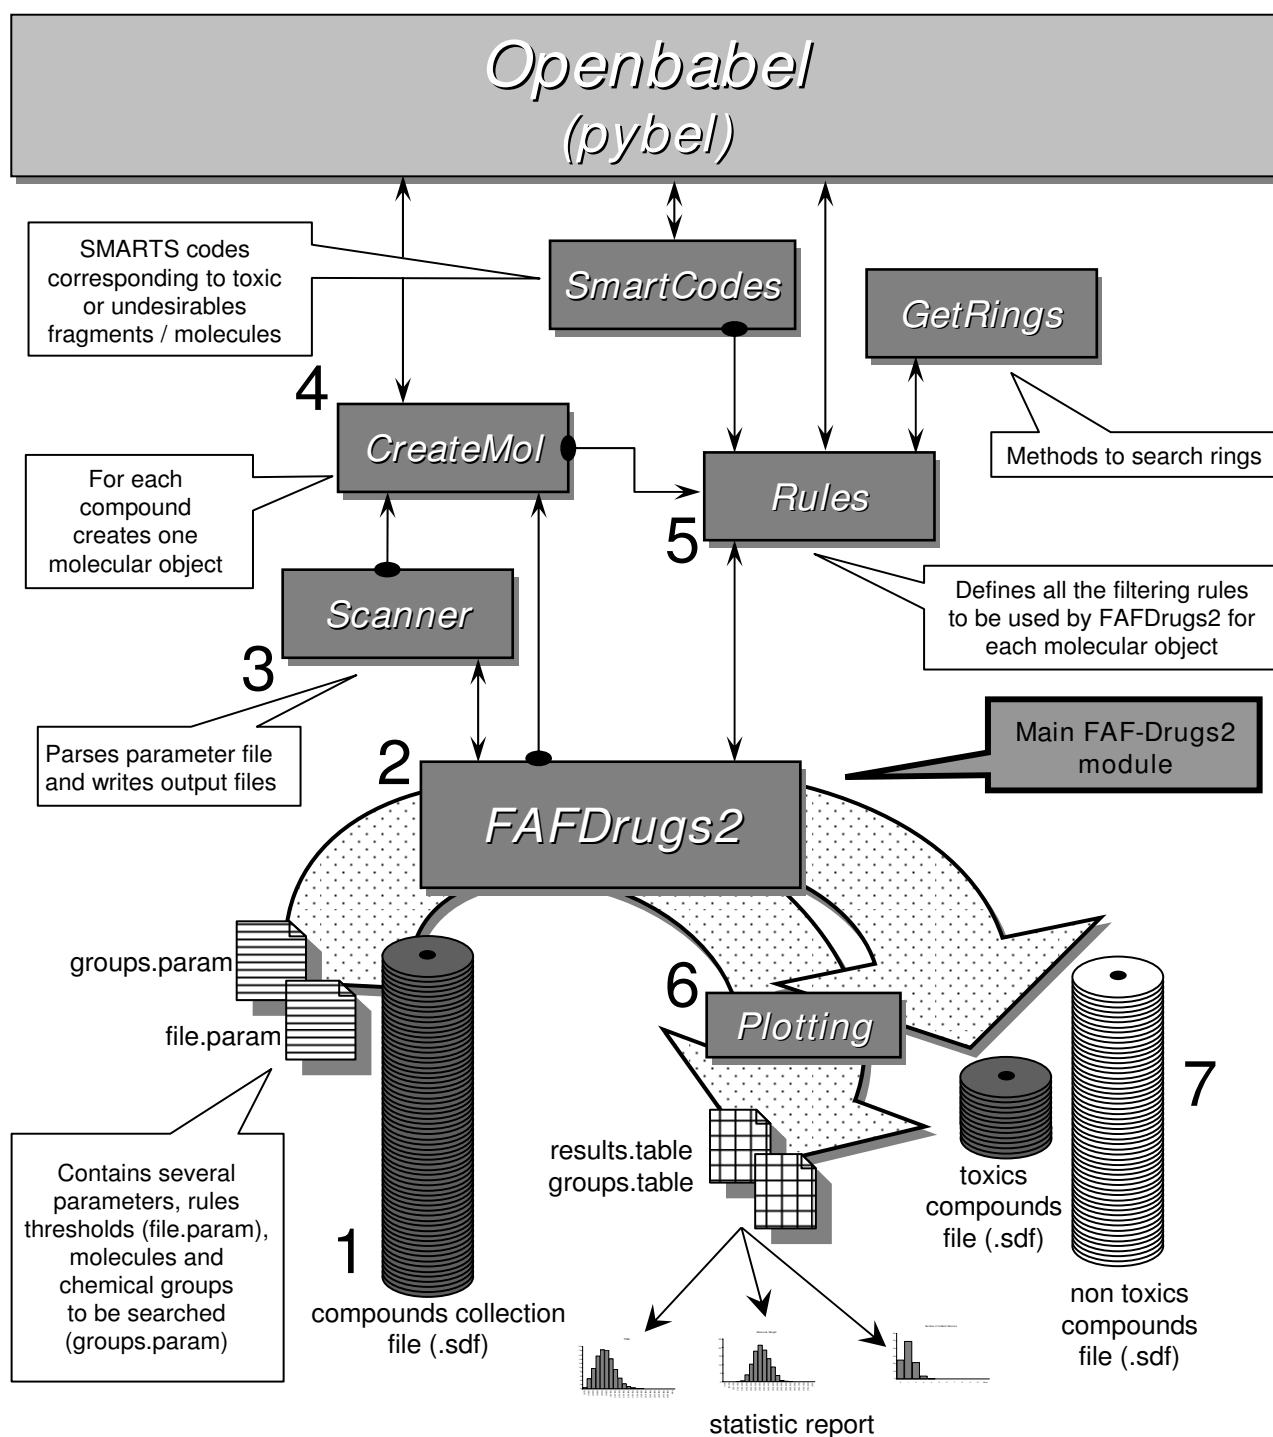 Openbabel
(pybel)
SMARTS codes
corresponding to toxic
or undesirables
fragments / molecules
SmartCodes
GetRings
4
CreateMol
Methods to search rings
For each
compound
creates one
molecular object
Rules
5
Scanner
3
Defines all the filtering rules
to be used by FAFDrugs2 for
each molecular object
Parses parameter file
and writes output files
Main FAF-Drugs2
module
2
FAFDrugs2
groups.param
file.param
6
Plotting
7
Contains several
parameters, rules
thresholds (file.param),
molecules and
chemical groups
to be searched
(groups.param)
1
compounds collection
file (.sdf)
results.table
groups.table
toxics
compounds
file (.sdf)
non toxics
compounds
file (.sdf)
statistic report